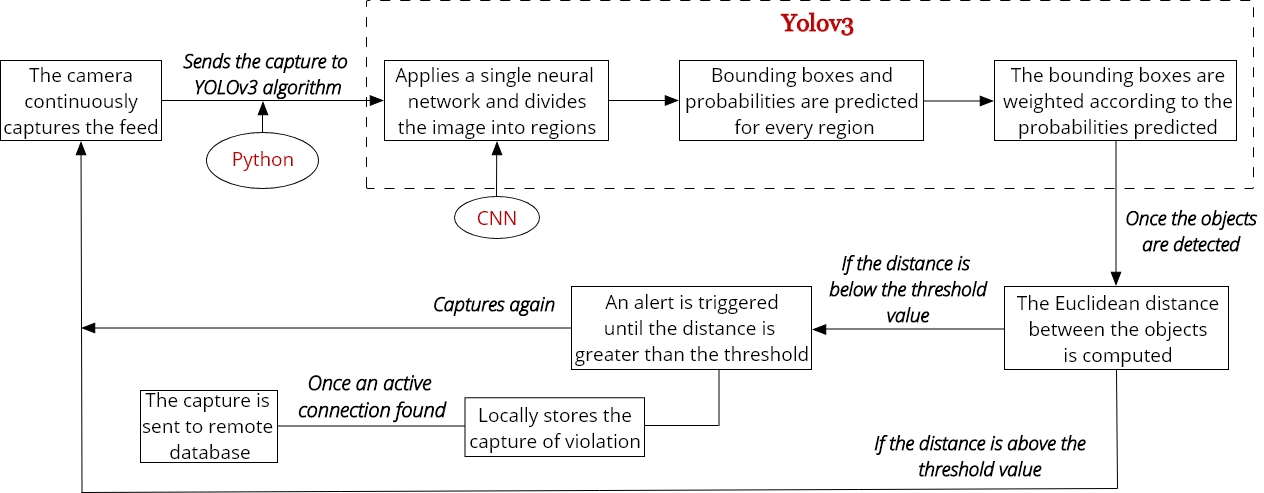 Yolov3
The camera
continuously
captures the feed
Sends the capture to
YOLOv3 algorithm
Python
Applies a single neural
network and divides
the image into regions
CNN
Bounding boxes and
probabilities are predicted
for every region
The bounding boxes are
weighted according to the
probabilities predicted
Once the objects
are detected
The Euclidean distance
between the objects
is computed
If the distance is
below the threshold
value
An alert is triggered
until the distance is
greater than the threshold
Captures again
Locally stores the
capture of violation
Once an active
connection found
The capture is
sent to remote
database
If the distance is above the
threshold value